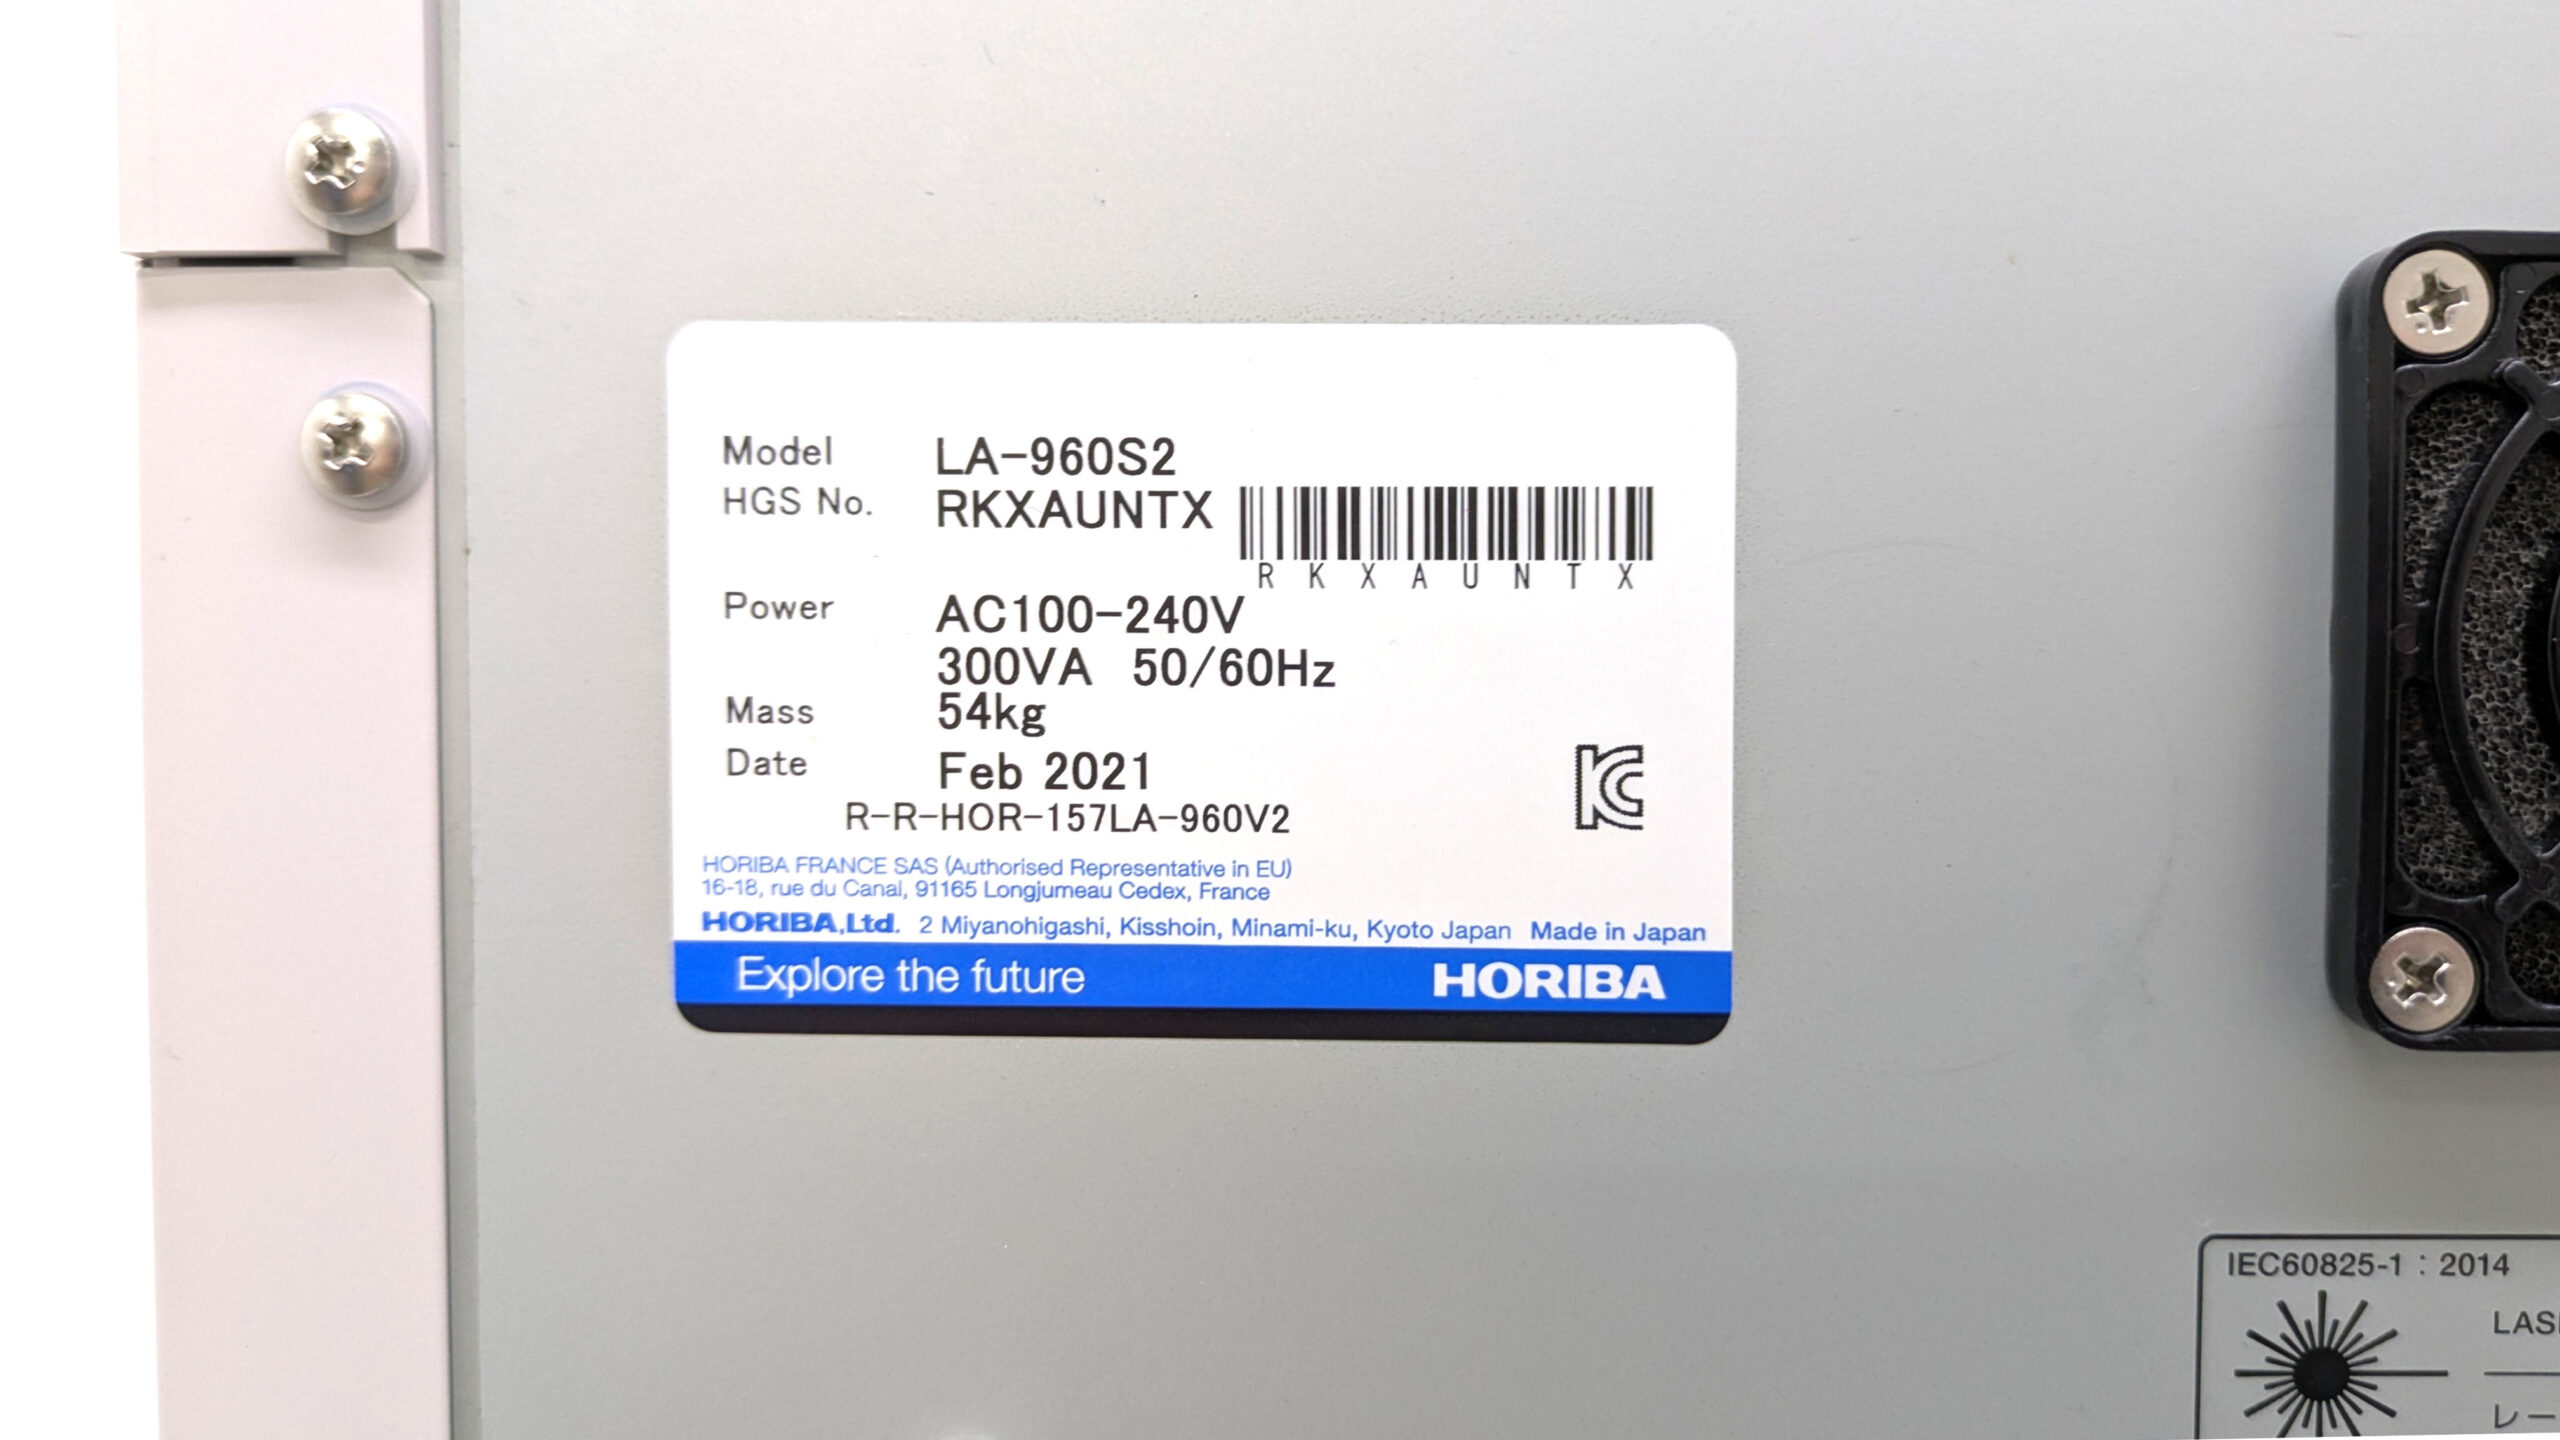 Model LA-960S2
HGS No. RKXAUNTX
R K X A U N T X
Power AC100-240V
300VA 50/60Hz
Mass 54kg
Date Feb 2021
R-R-HOR-157LA-960V2
KC
HORIBA FRANCE SAS (Authorised Representative in EU)
16-18, rue du Canal, 91165 Longjumeau Cedex, France
HORIBA,Ltd. 2 Miyanohigashi, Kisshoin, Minami-ku, Kyoto Japan Made in Japan
Explore the future HORIBA
IEC60825-1 : 2014